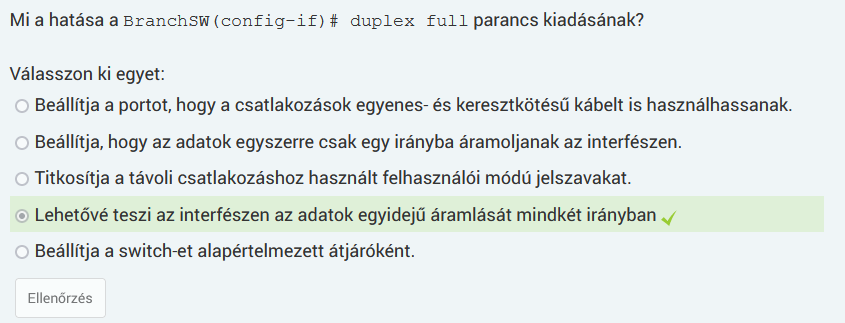 Mi a hatása a BranchSW(config-if)# duplex full parancs kiadásának?
Válasszon ki egyet:
Beállítja a portot, hogy a csatlakozások egyenes- és keresztkötésű kábelt is használhassanak.
Beállítja, hogy az adatok egyszerre csak egy irányba áramoljanak az interfészen.
Titkosítja a távoli csatlakozáshoz használt felhasználói módú jelszavakat.
Lehetővé teszi az interfészen az adatok egyidejű áramlását mindkét irányban
Beállítja a switch-et alapértelmezett átjáróként.
Ellenőrzés